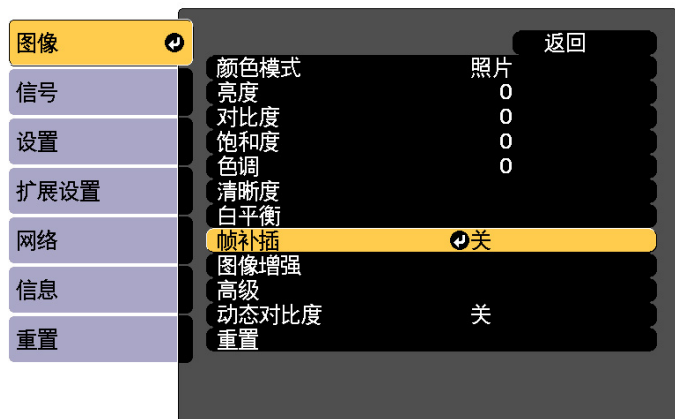 图像
信号
设置
扩展设置
网络
信息
重置
返回
颜色模式 照片
亮度 0
对比度 0
饱和度 0
色调 0
清晰度
白平衡
帧补插 关
图像增强
高级
动态对比度 关
重置